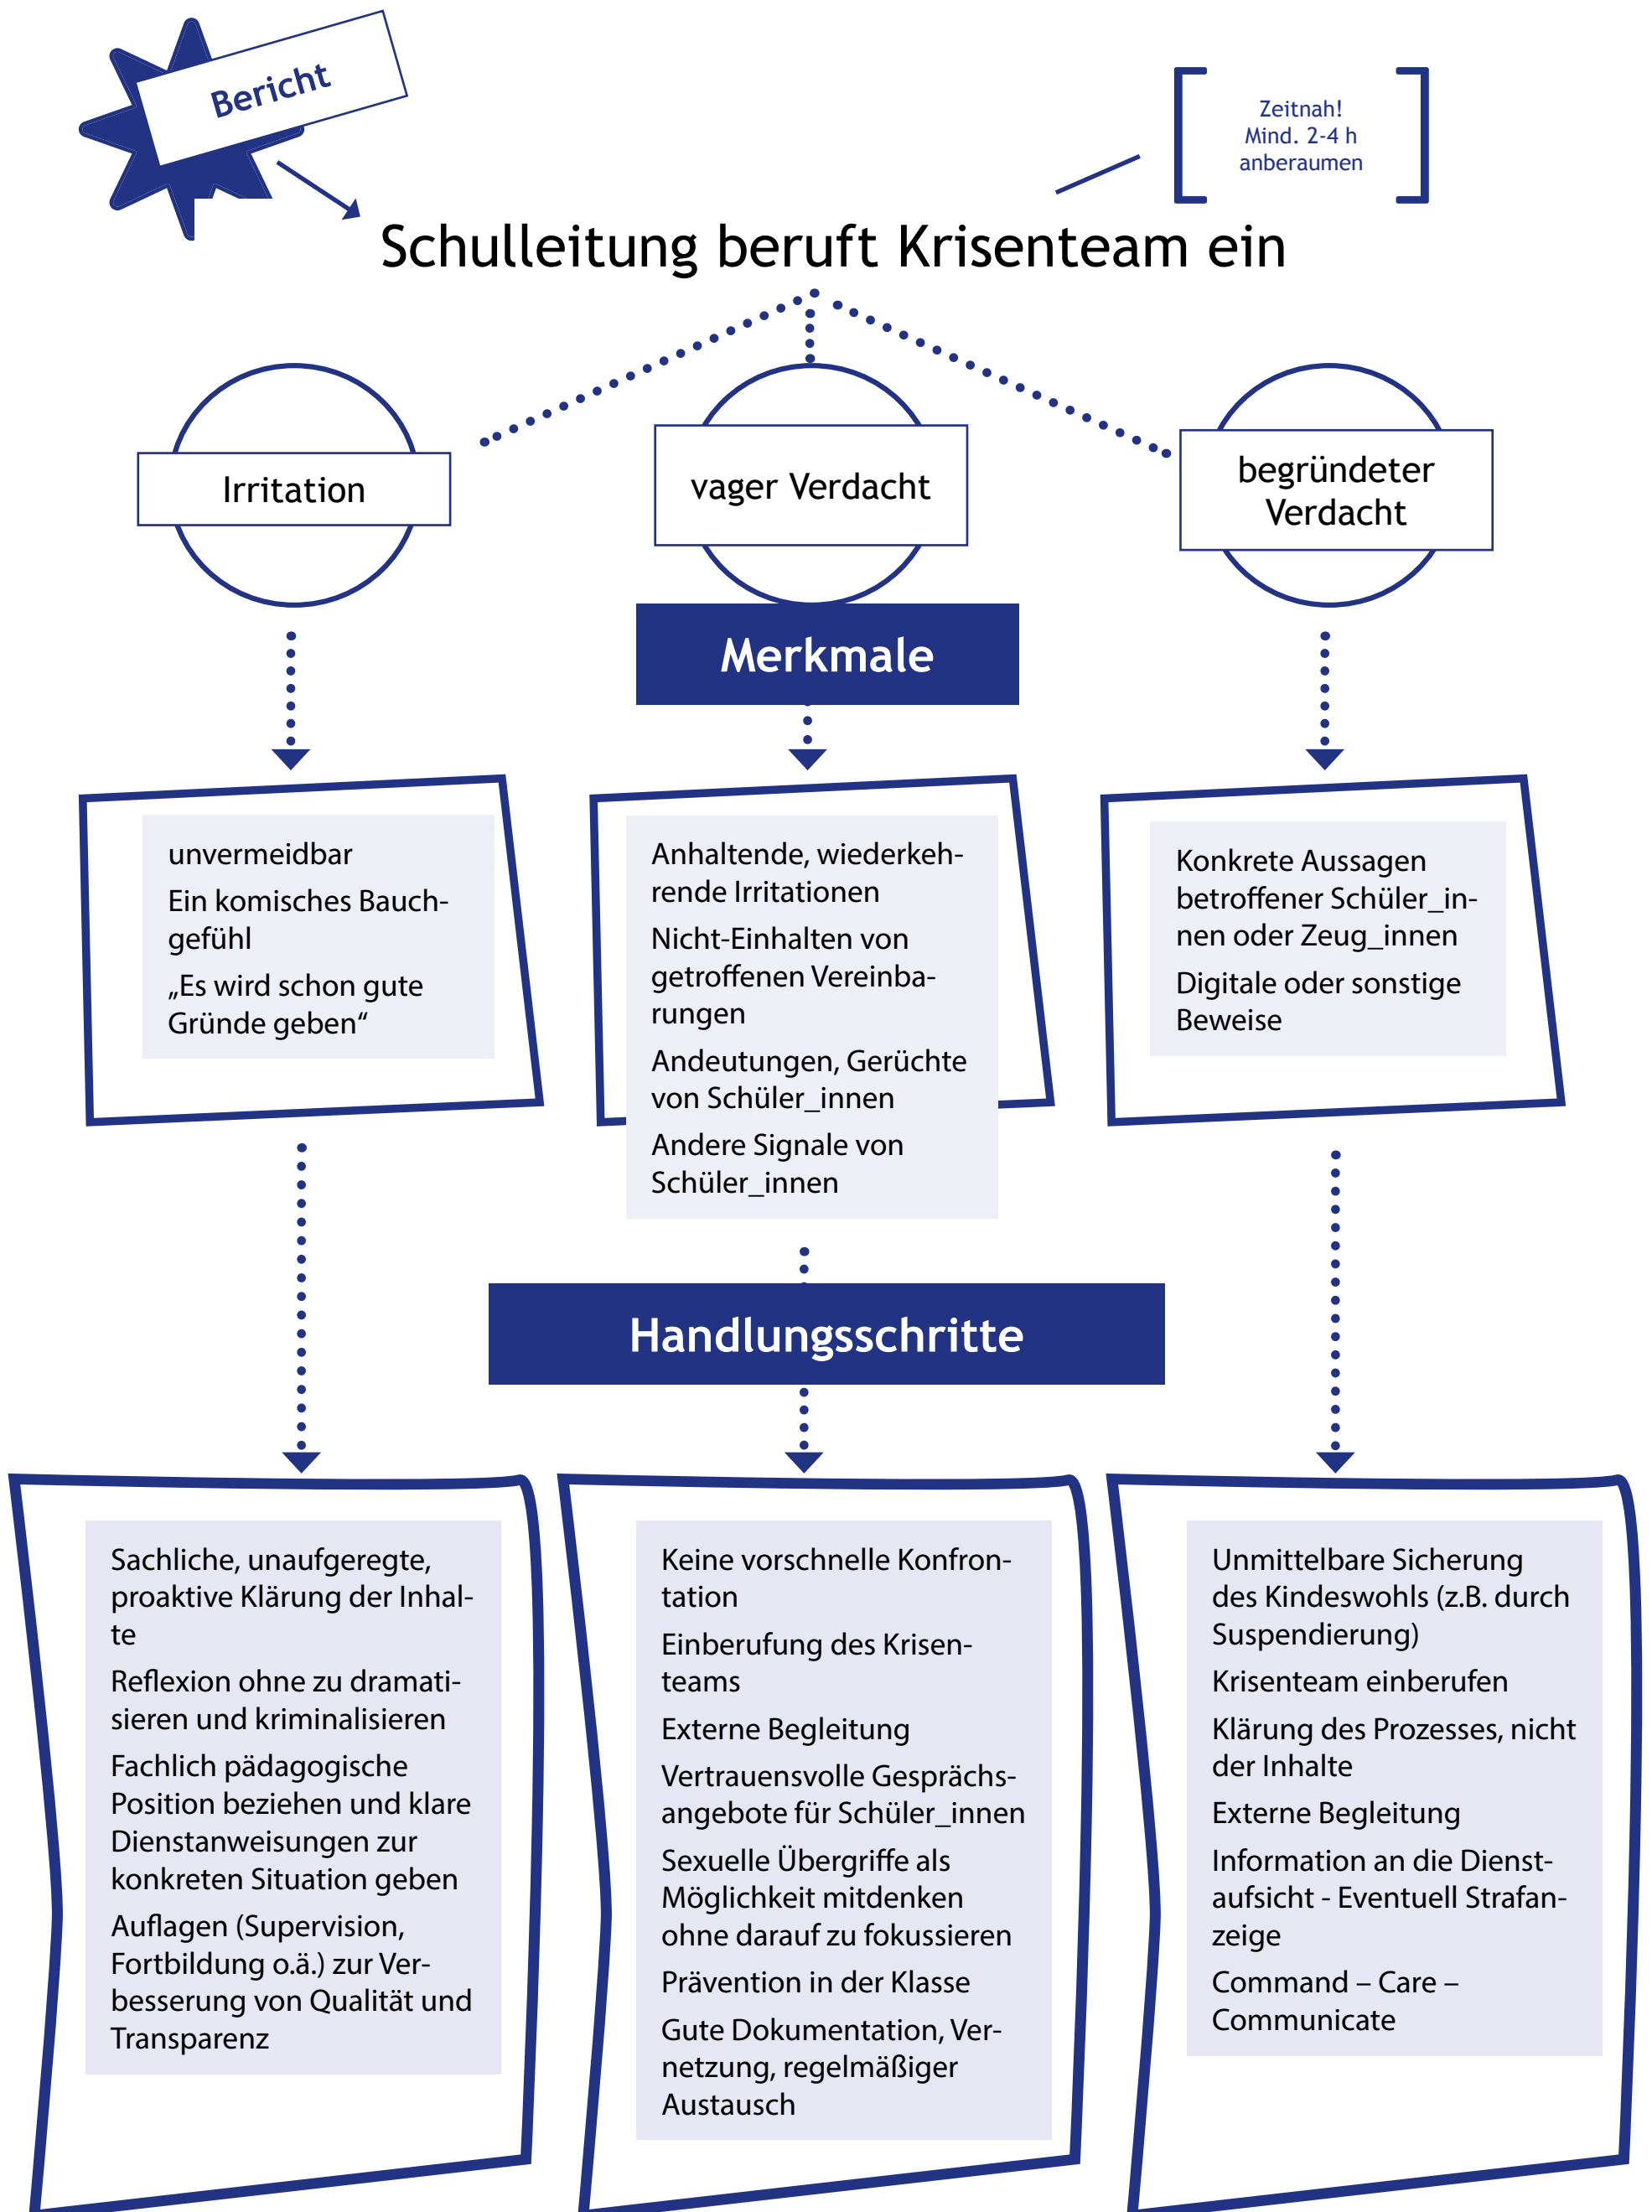 Bericht
Zeitnah!
Mind. 2-4 h
anberaumen
Schulleitung beruft Krisenteam ein
Irritation
vager Verdacht
begründeter
Verdacht
Merkmale
unvermeidbar
Ein komisches Bauch-
gefühl
„Es wird schon gute
Gründe geben“
Anhaltende, wiederkeh-
rende Irritationen
Nicht-Einhalten von
getroffenen Vereinba-
rungen
Andeutungen, Gerüchte
von Schüler_innen
Andere Signale von
Schüler_innen
Konkrete Aussagen
betroffener Schüler_in-
nen oder Zeug_innen
Digitale oder sonstige
Beweise
Handlungsschritte
Sachliche, unaufgeregte,
proaktive Klärung der Inhal-
te
Reflexion ohne zu dramati-
sieren und kriminalisieren
Fachlich pädagogische
Position beziehen und klare
Dienstanweisungen zur
konkreten Situation geben
Auflagen (Supervision,
Fortbildung o.ä.) zur Ver-
besserung von Qualität und
Transparenz
Keine vorschnelle Konfron-
tation
Einberufung des Krisen-
teams
Externe Begleitung
Vertrauensvolle Gesprächs-
angebote für Schüler_innen
Sexuelle Übergriffe als
Möglichkeit mitdenken
ohne darauf zu fokussieren
Prävention in der Klasse
Gute Dokumentation, Ver-
netzung, regelmäßiger
Austausch
Unmittelbare Sicherung
des Kindeswohls (z.B. durch
Suspendierung)
Krisenteam einberufen
Klärung des Prozesses, nicht
der Inhalte
Externe Begleitung
Information an die Dienst-
aufsicht - Eventuell Strafan-
zeige
Command – Care –
Communicate